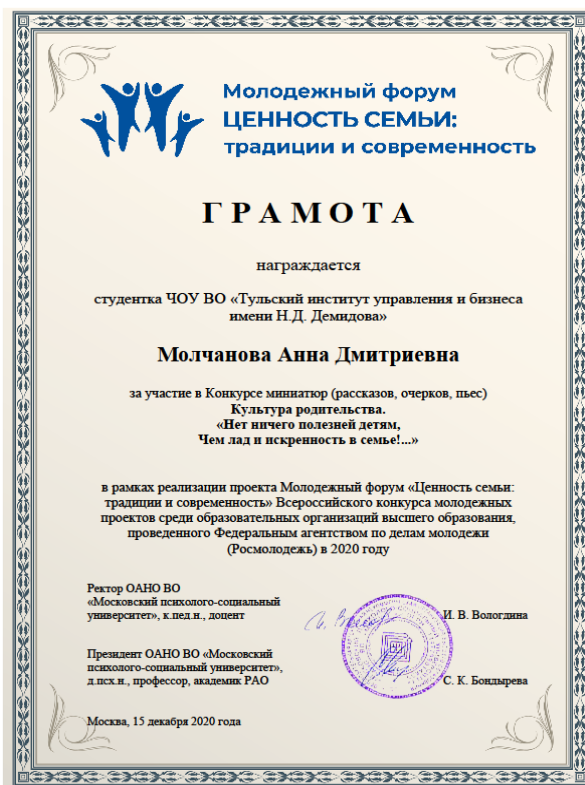 Молодежный форум
ЦЕННОСТЬ СЕМЬИ:
традиции и современность
ГРАМОТА
награждается
студентка ЧОУ ВО «Тульский институт управления и бизнеса
имени Н.Д. Демидова»
Молчанова Анна Дмитриевна
за участие в Конкурсе миниатюр (рассказов, очерков, пьес)
Культура родительства.
«Нет ничего полезней детям,
Чем лад и искренность в семье!...»
в рамках реализации проекта Молодежный форум «Ценность семьи:
традиции и современность» Всероссийского конкурса молодежных
проектов среди образовательных организаций высшего образования,
проведенного Федеральным агентством по делам молодежи
(Росмолодежь) в 2020 году
Ректор ОАНО ВО
«Московский психолого-социальный
университет», к.пед.н., доцент
И. В. Вологдина
Президент ОАНО ВО «Московский
психолого-социальный университет»,
д.псх.н., профессор, академик РАО
С. К. Бондырева
Москва, 15 декабря 2020 года